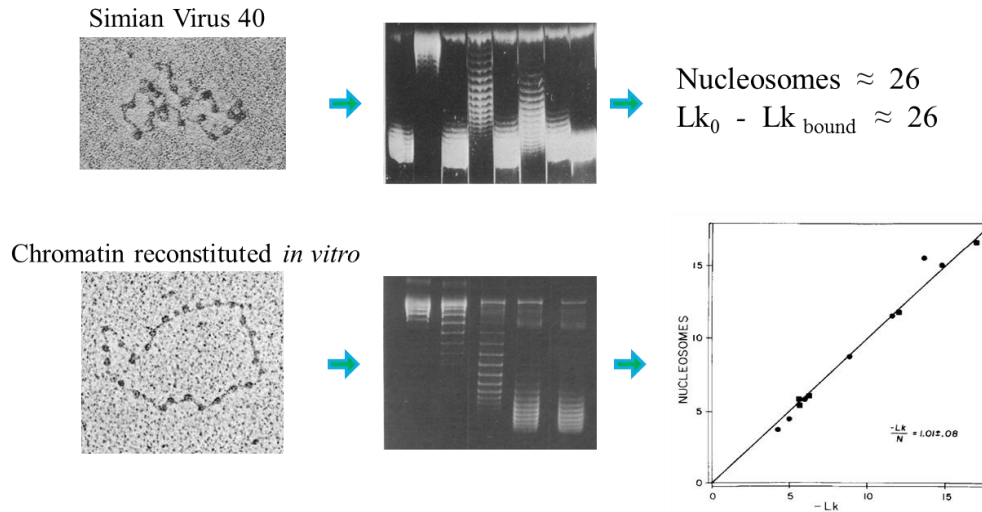 Simian Virus 40
Nucleosomes ≈ 26
Lk₀ - Lk bound ≈ 26
Chromatin reconstituted in vitro
NUCLEOSOMES
15
10
5
0
-Lk
N
= 1.01±.08
0
5
10
15
-Lk